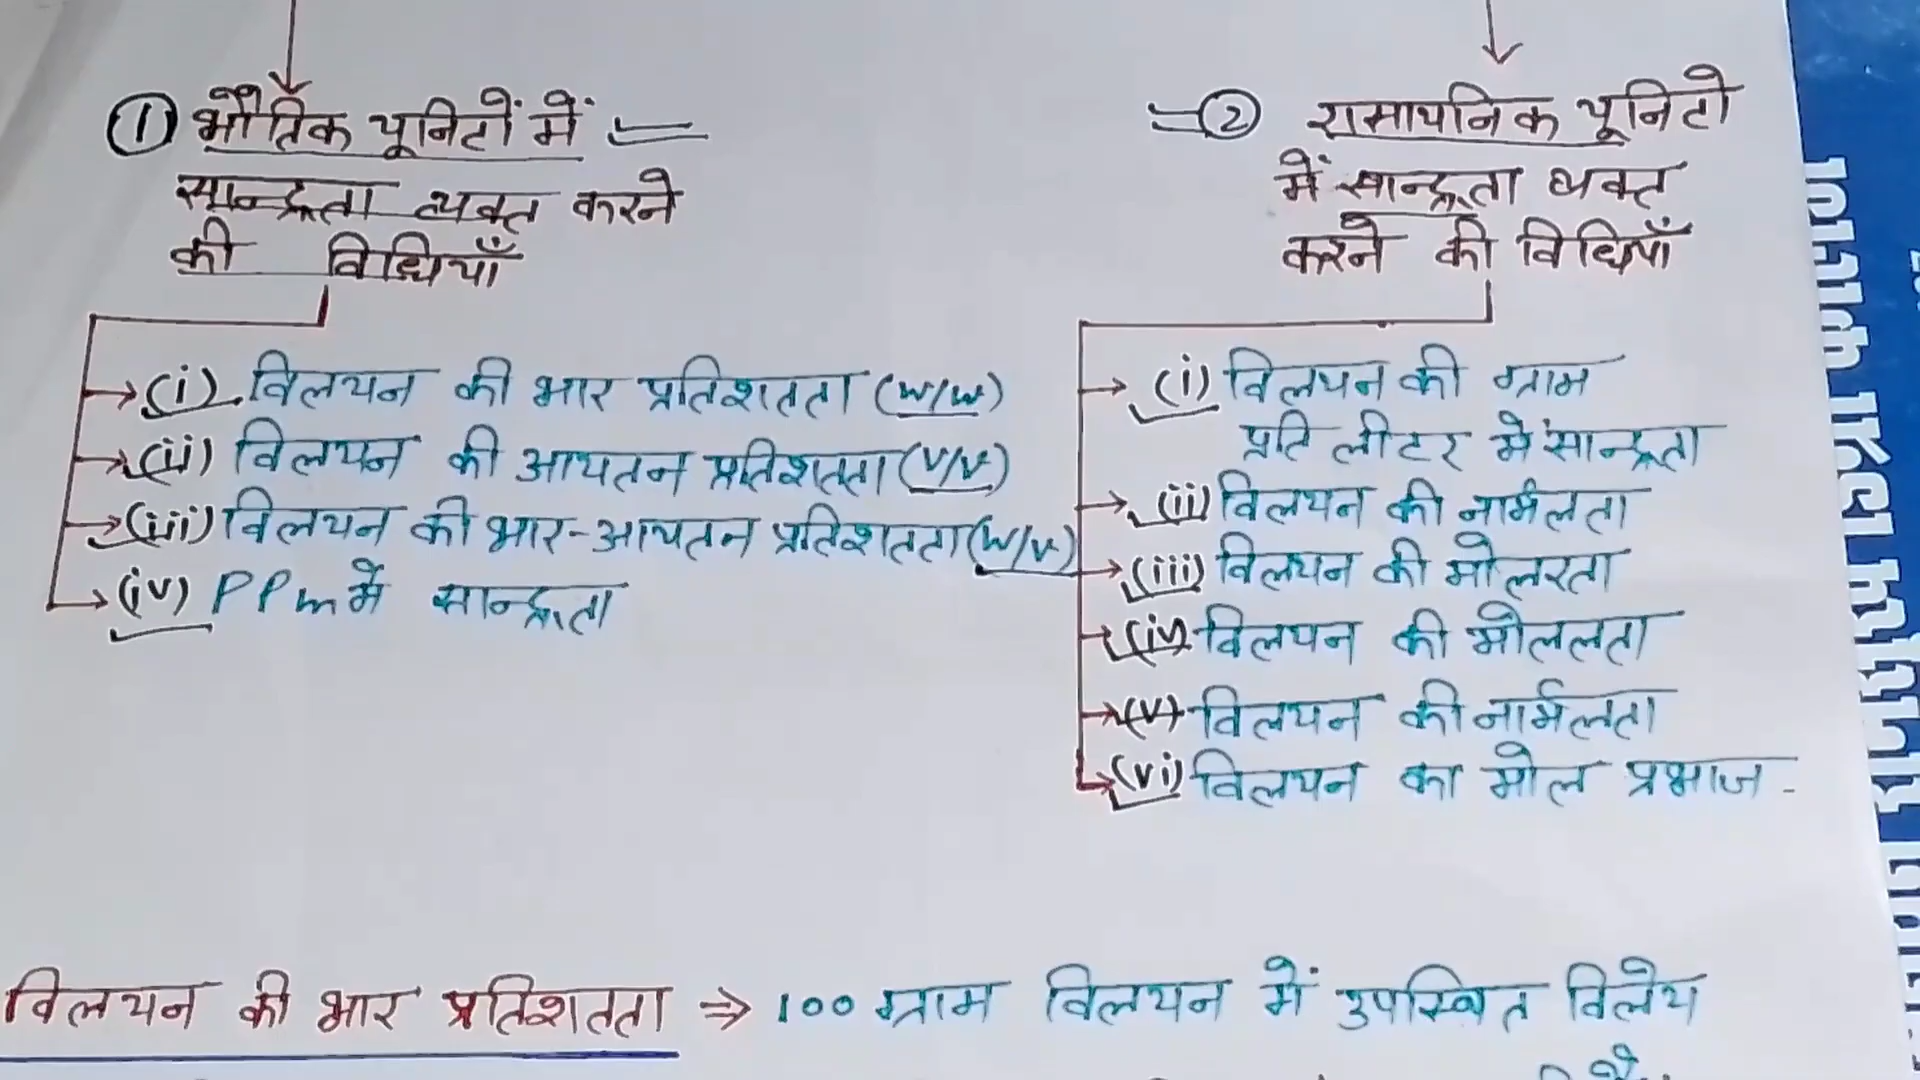 ① भौतिक यूनिटों में
सान्द्रता व्यक्त करने
की विधियाँ
(i) विलयन की भार प्रतिशतता (w/w)
(ii) विलयन की आयतन प्रतिशतता (v/v)
(iii) विलयन की भार-आयतन प्रतिशतता (w/v)
(iv) PPm में सान्द्रता
② रासायनिक यूनिटो
में सान्द्रता व्यक्त
करने की विधियाँ
(i) विलयन की ग्राम
प्रति लीटर में सान्द्रता
(ii) विलयन की नार्मलता
(iii) विलयन की मोलरता
(iv) विलयन की मोललता
(v) विलयन की नार्मलता
(vi) विलयन का मोल प्रभाज -
विलयन की भार प्रतिशतता ⇒ 100 ग्राम विलयन में उपस्थित विलेय